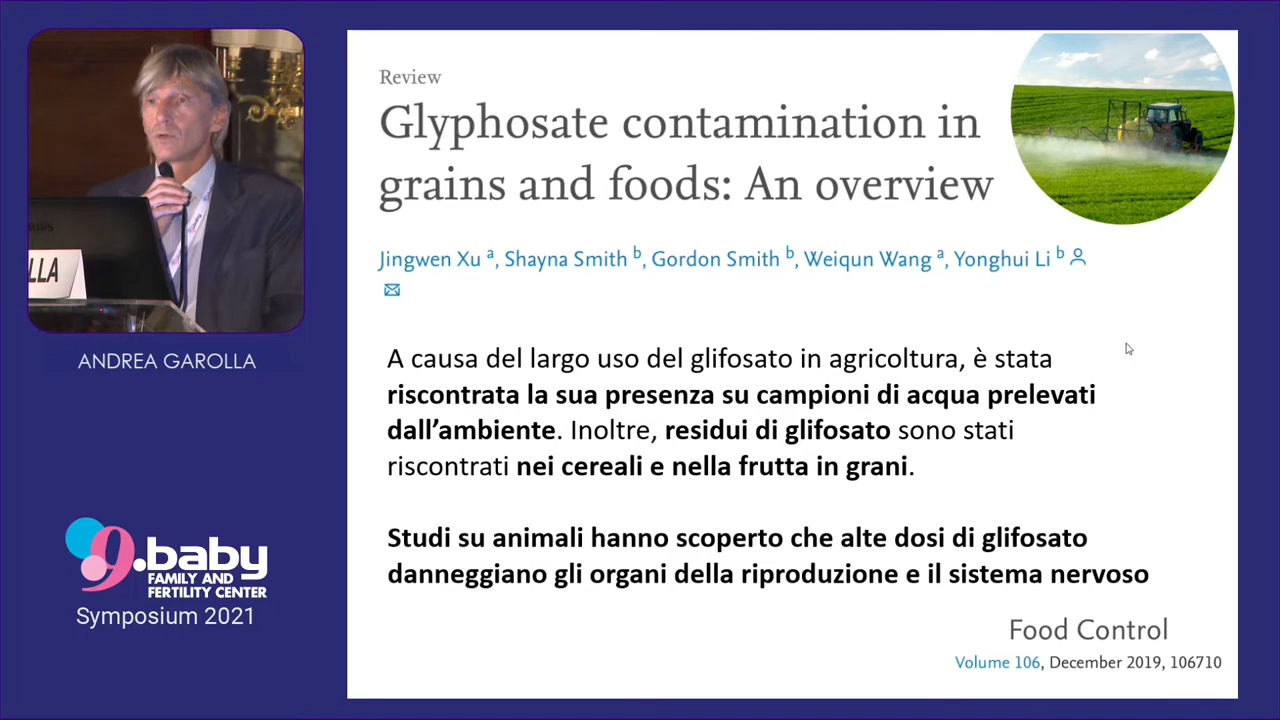 Review
Glyphosate contamination in
grains and foods: An overview
Jingwen Xu a, Shayna Smith b, Gordon Smith b, Weiqun Wang a, Yonghui Li b
A causa del largo uso del glifosato in agricoltura, è stata
riscontrata la sua presenza su campioni di acqua prelevati
dall’ambiente. Inoltre, residui di glifosato sono stati
riscontrati nei cereali e nella frutta in grani.
Studi su animali hanno scoperto che alte dosi di glifosato
danneggiano gli organi della riproduzione e il sistema nervoso
Food Control
Volume 106, December 2019, 106710
LLA
ANDREA GAROLLA
9.baby
FAMILY AND
FERTILITY CENTER
Symposium 2021